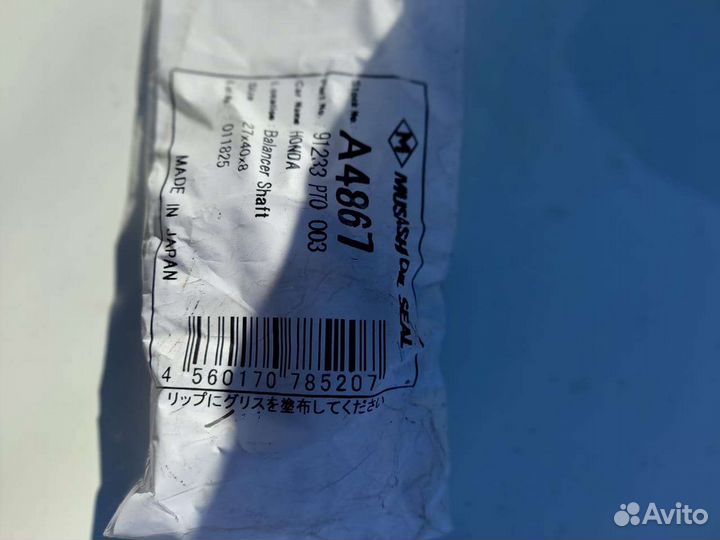 M MUSASHI OIL SEAL
Stock No. A4867
Part No. 91233 PT0 003
Car Name HONDA
Location Balancer Shaft
Size 27x40x8
011825
MADE IN JAPAN
4 560170 785207
リップにグリスを塗布してください
Avito